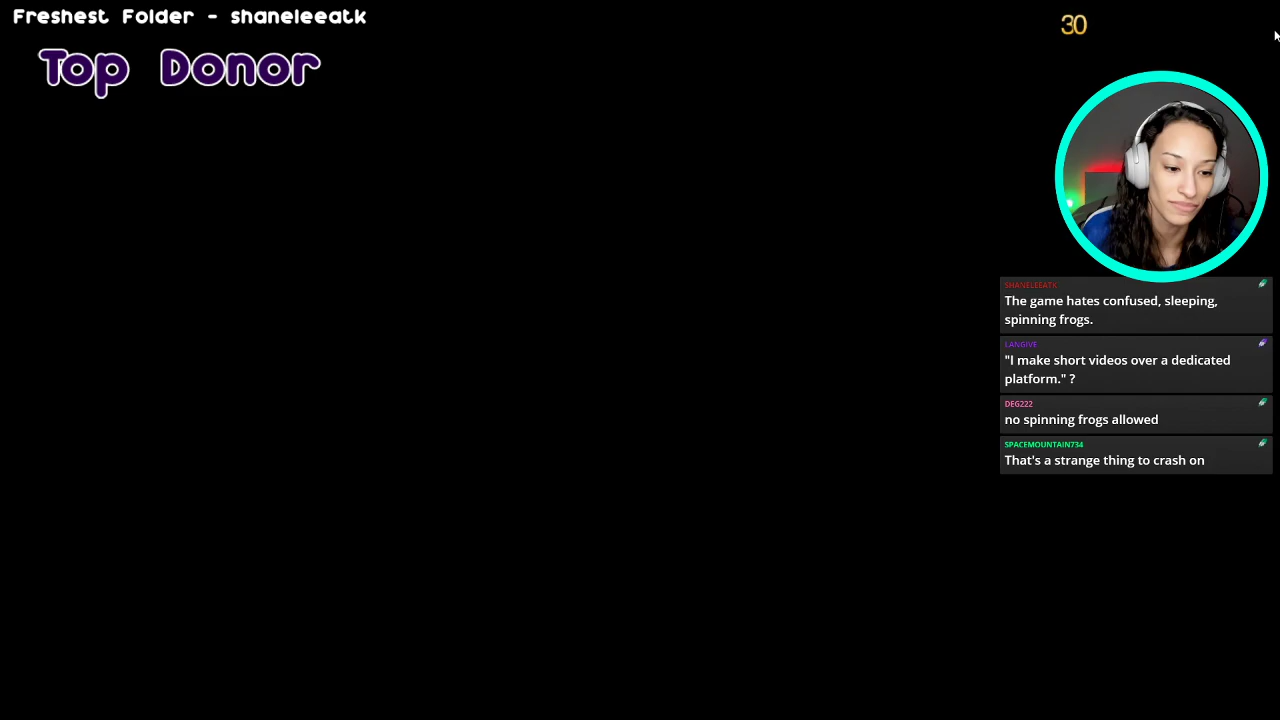 Freshest Folder - shaneleeatk
30
Top Donor
SHANELEEATK
The game hates confused, sleeping,
spinning frogs.
LANGIVE
"I make short videos over a dedicated
platform." ?
DEG222
no spinning frogs allowed
SPACEMOUNTAIN734
That's a strange thing to crash on